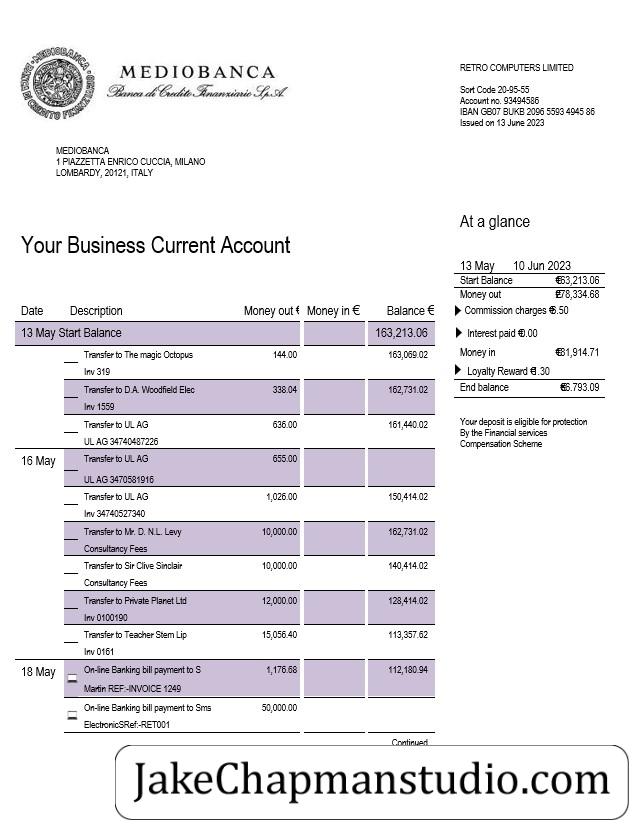 MEDIOBANCA
Banca di Credito Finanziario S.p.A.
RETRO COMPUTERS LIMITED
Sort Code 20-95-55
Account no. 93494586
IBAN GB07 BUKB 2096 5593 4945 86
Issued on 13 June 2023
MEDIOBANCA
1 PIAZZETTA ENRICO CUCCIA, MILANO
LOMBARDY, 20121, ITALY
At a glance
Your Business Current Account
13 May 10 Jun 2023
Start Balance €63,213.06
Money out €78,334.68
Commission charges €6.50
Interest paid €0.00
Money in €31,914.71
Loyalty Reward €1.30
End balance €6.793.09
Your deposit is eligible for protection
By the Financial services
Compensation Scheme
Date Description Money out € Money in € Balance €
13 May Start Balance 163,213.06
Transfer to The magic Octopus 144.00 163,069.02
Inv 319
Transfer to D.A. Woodfield Elec 338.04 162,731.02
Inv 1559
Transfer to UL AG 636.00 161,440.02
UL AG 34740487226
16 May Transfer to UL AG 655.00
UL AG 3470581916
Transfer to UL AG 1,026.00 150,414.02
Inv 34740527340
Transfer to Mr. D. N.L. Levy 10,000.00 162,731.02
Consultancy Fees
Transfer to Sir Clive Sinclair 10,000.00 140,414.02
Consultancy Fees
Transfer to Private Planet Ltd 12,000.00 128,414.02
Inv 0100190
Transfer to Teacher Stem Lip 15,056.40 113,357.62
Inv 0161
18 May On-line Banking bill payment to S 1,176.68 112,180.94
Martin REF:-INVOICE 1249
On-line Banking bill payment to Sms 50,000.00
ElectronicSRef:-RET001
Continued
JakeChapmanstudio.com